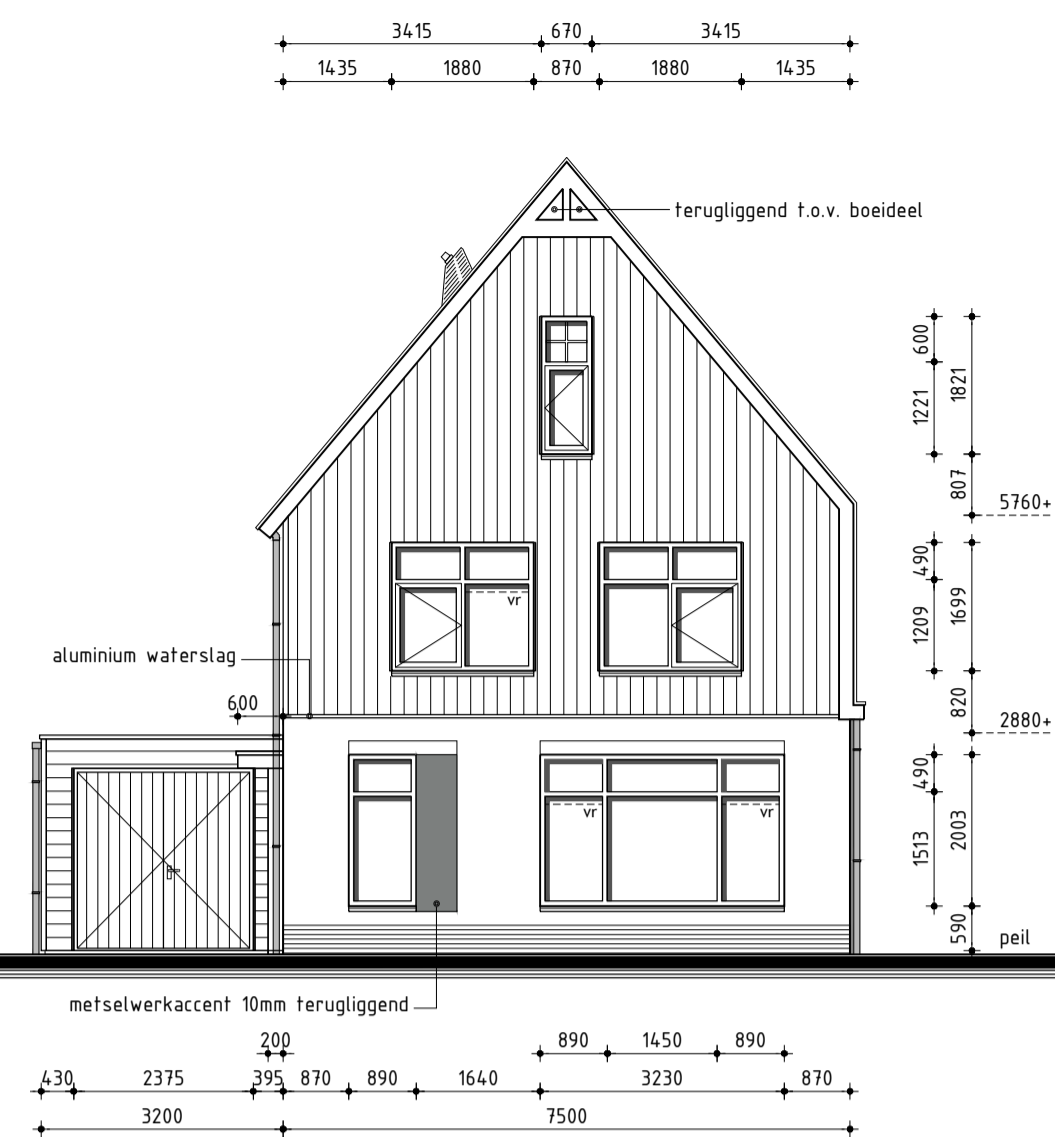 3415 670 3415
1435 1880 870 1880 1435
terugliggend t.o.v. boeideel
600
1821
1221
807
5760+
490
1699
1209
vr
aluminium waterslag
600
820
2880+
490
2003
1513
vr vr
590
peil
metselwerkaccent 10mm terugliggend
200 890 1450 890
430 2375 395 870 890 1640 3230 870
3200 7500